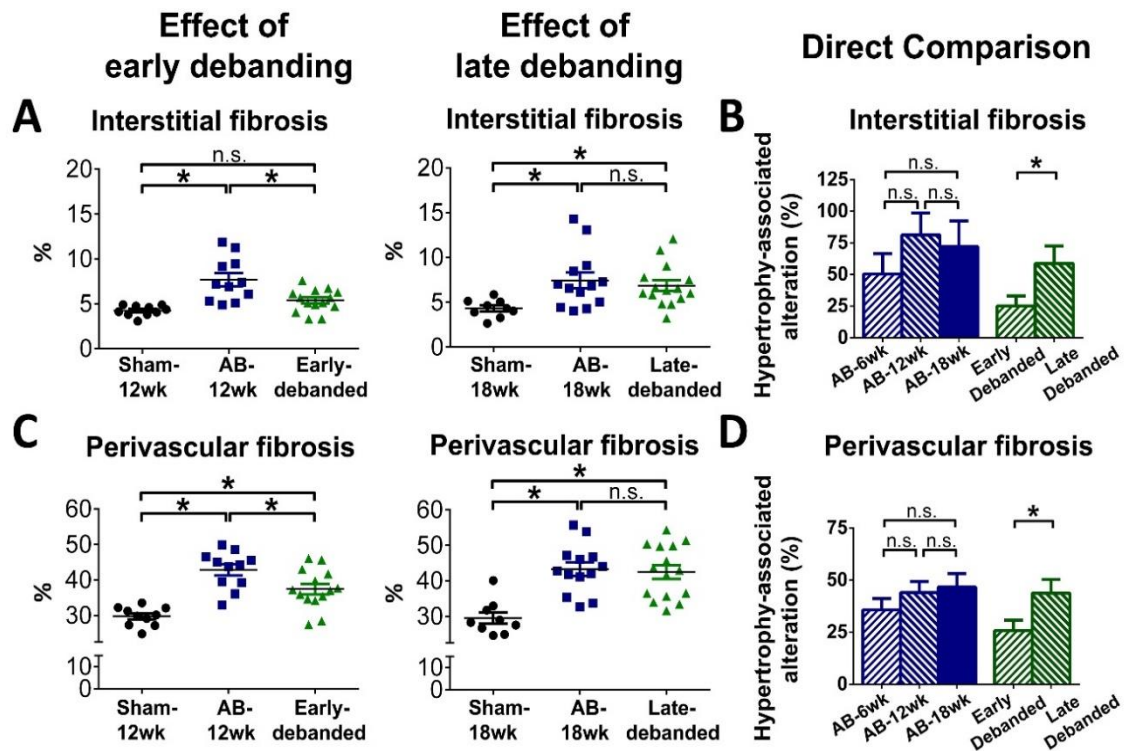 Effect of
early debanding
Effect of
late debanding
Direct Comparison
A
Interstitial fibrosis
n.s.
*
*
%
20
15
10
5
0
Sham-
12wk
AB-
12wk
Early-
debanded
Interstitial fibrosis
*
*
n.s.
%
20
15
10
5
0
Sham-
18wk
AB-
18wk
Late-
debanded
B
Interstitial fibrosis
Hypertrophy-associated
alteration (%)
125
100
75
50
25
0
n.s.
n.s.
n.s.
*
AB-6wk
AB-12wk
AB-18wk
Early
Debanded
Late
Debanded
C
Perivascular fibrosis
*
*
*
%
60
50
40
30
10
0
Sham-
12wk
AB-
12wk
Early-
debanded
Perivascular fibrosis
*
*
n.s.
%
60
50
40
30
10
0
Sham-
18wk
AB-
18wk
Late-
debanded
D
Perivascular fibrosis
Hypertrophy-associated
alteration (%)
75
50
25
0
n.s.
n.s.
n.s.
*
AB-6wk
AB-12wk
AB-18wk
Early
Debanded
Late
Debanded